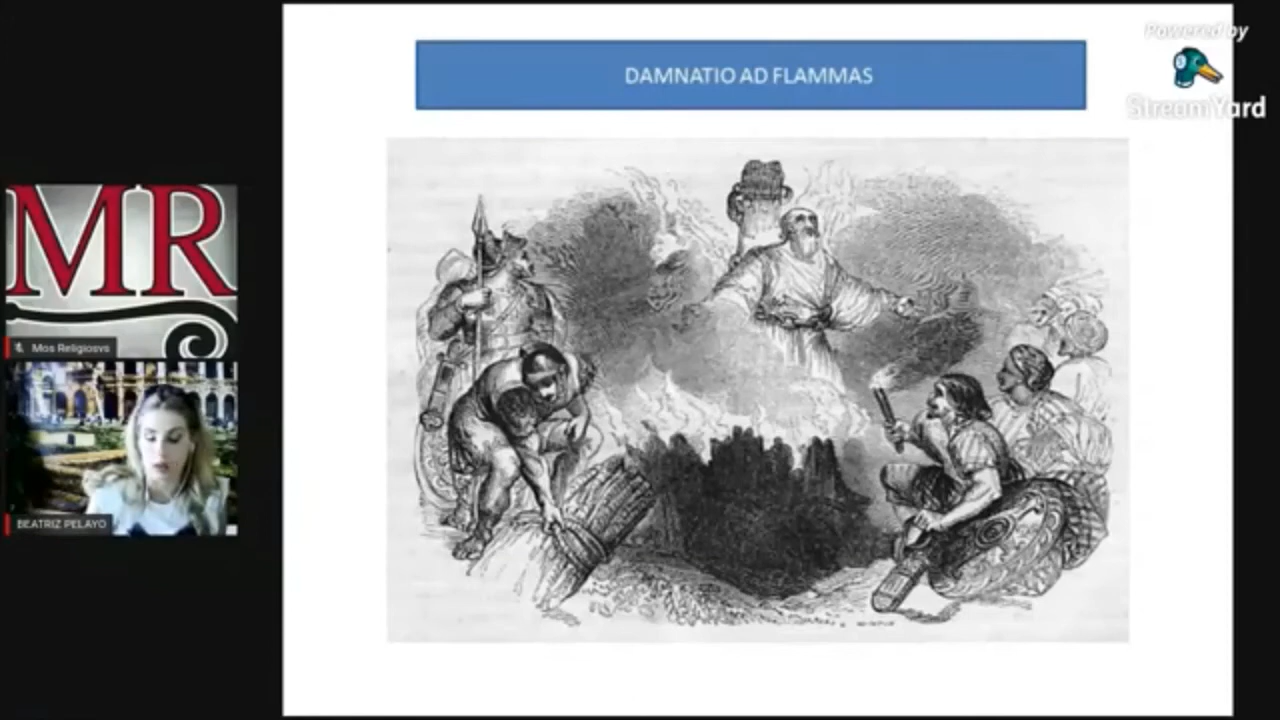 DAMNATIO AD FLAMMAS
Powered by
StreamYard
MR
Mos Religiosvs
BEATRIZ PELAYO